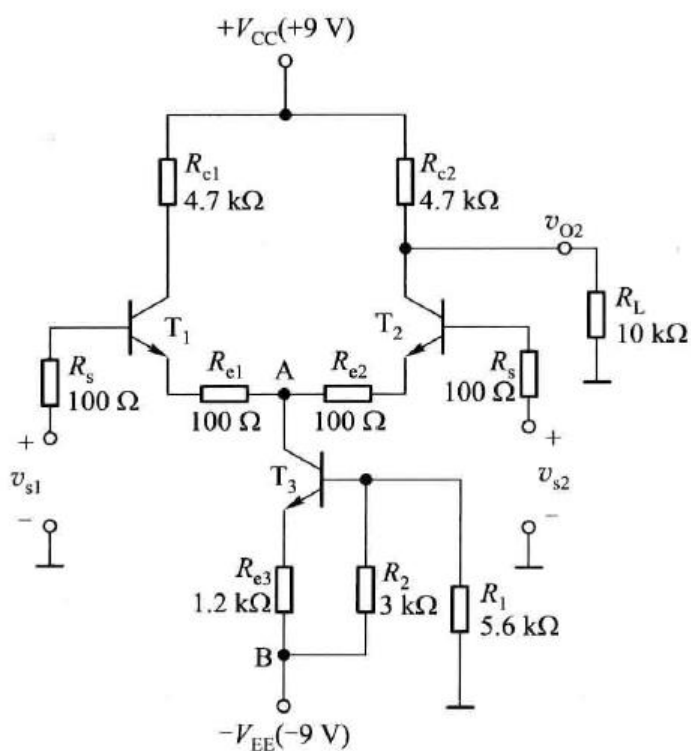 +V_CC(+9 V)
R_c1
4.7 kΩ
R_c2
4.7 kΩ
v_O2
R_L
10 kΩ
T_1
T_2
R_s
100 Ω
R_e1
100 Ω
A
R_e2
100 Ω
R_s
100 Ω
+
v_s1
−
+
v_s2
−
T_3
R_e3
1.2 kΩ
R_2
3 kΩ
R_1
5.6 kΩ
B
−V_EE(−9 V)